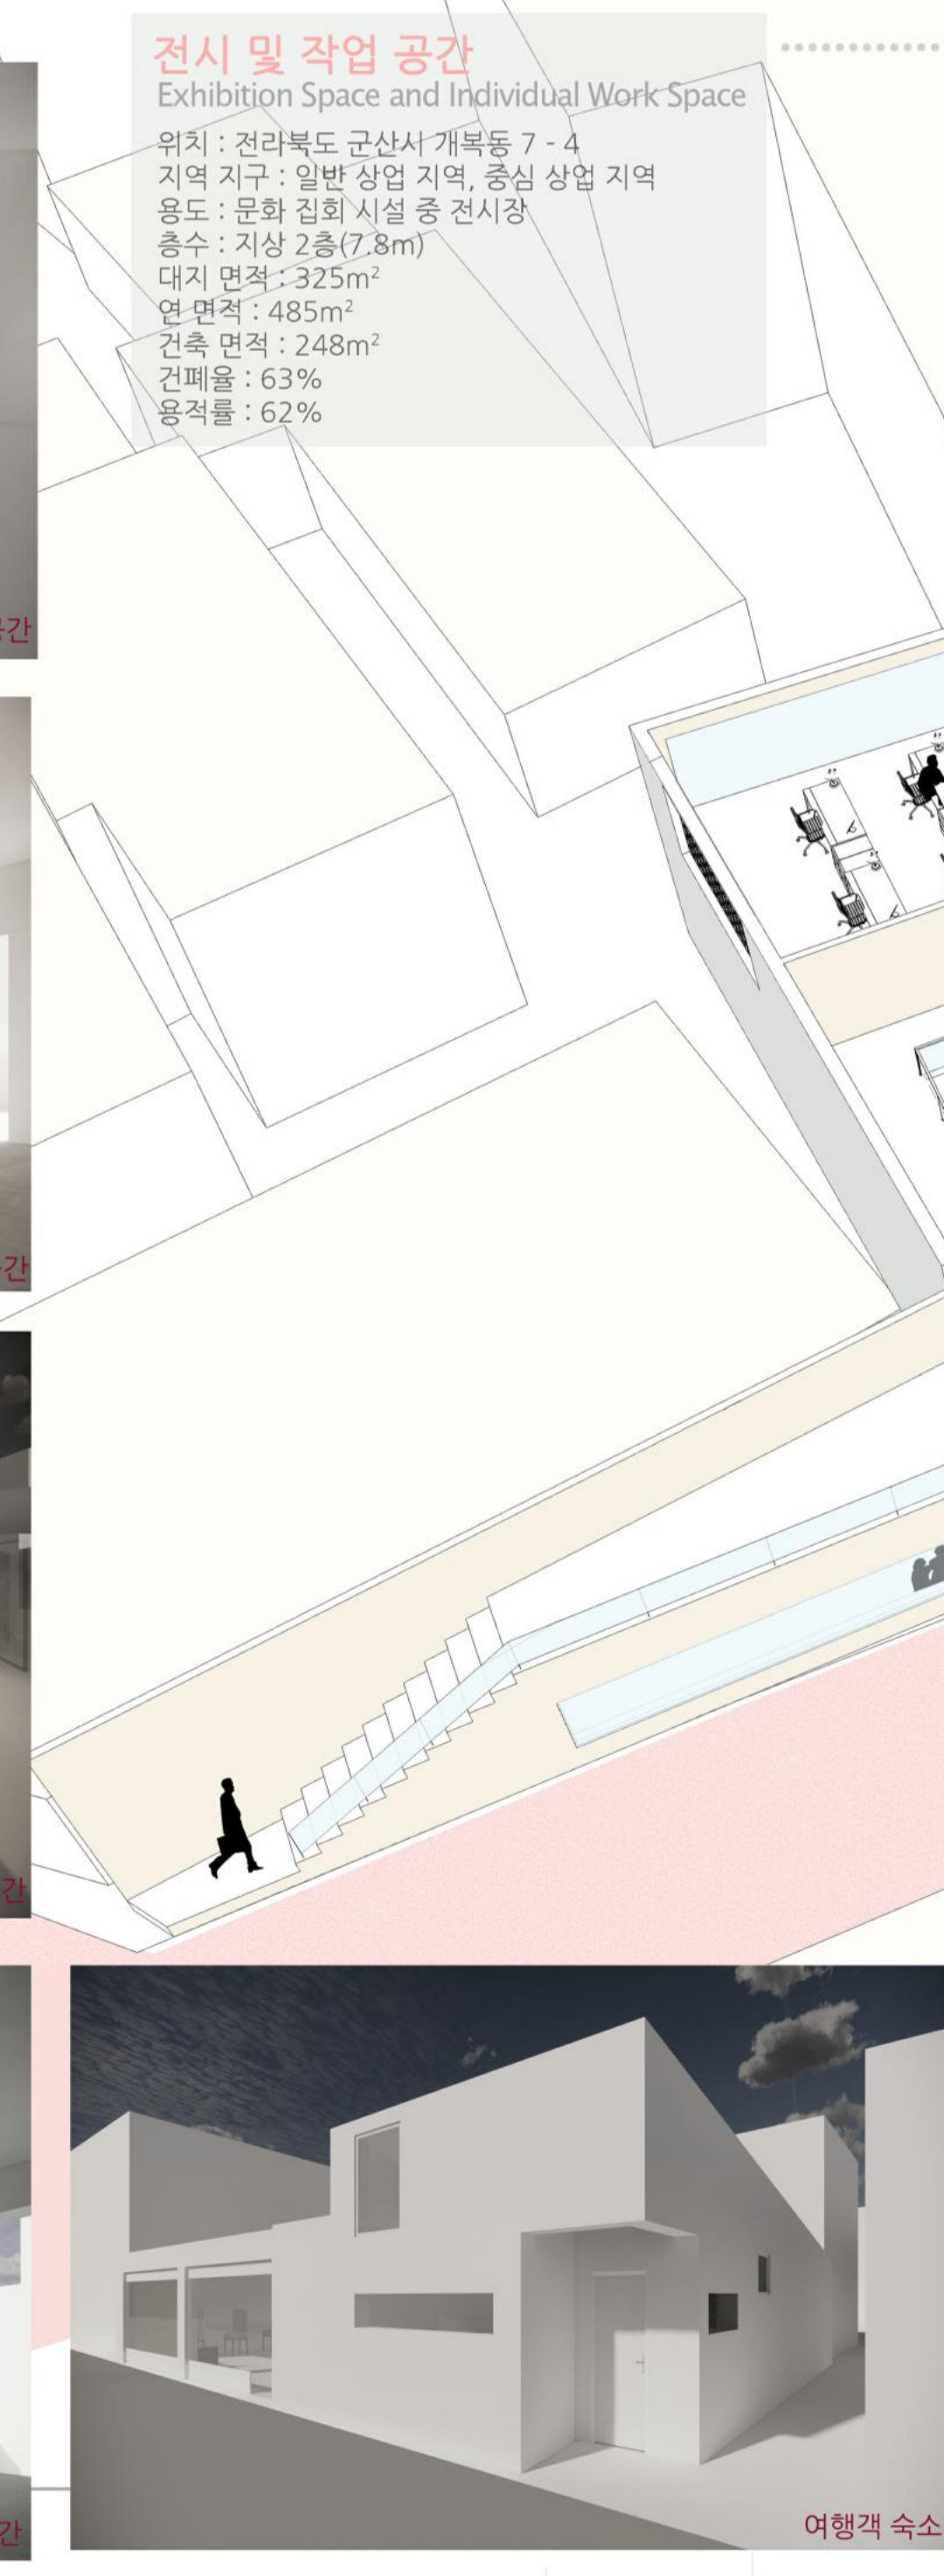 전시 및 작업 공간
Exhibition Space and Individual Work Space
위치 : 전라북도 군산시 개복동 7 - 4
지역 지구 : 일반 상업 지역, 중심 상업 지역
용도 : 문화 집회 시설 중 전시장
층수 : 지상 2층(7.8m)
대지 면적 : 325m²
연 면적 : 485m²
건축 면적 : 248m²
건폐율 : 63%
용적률 : 62%
간
간
간
간
여행객 숙소